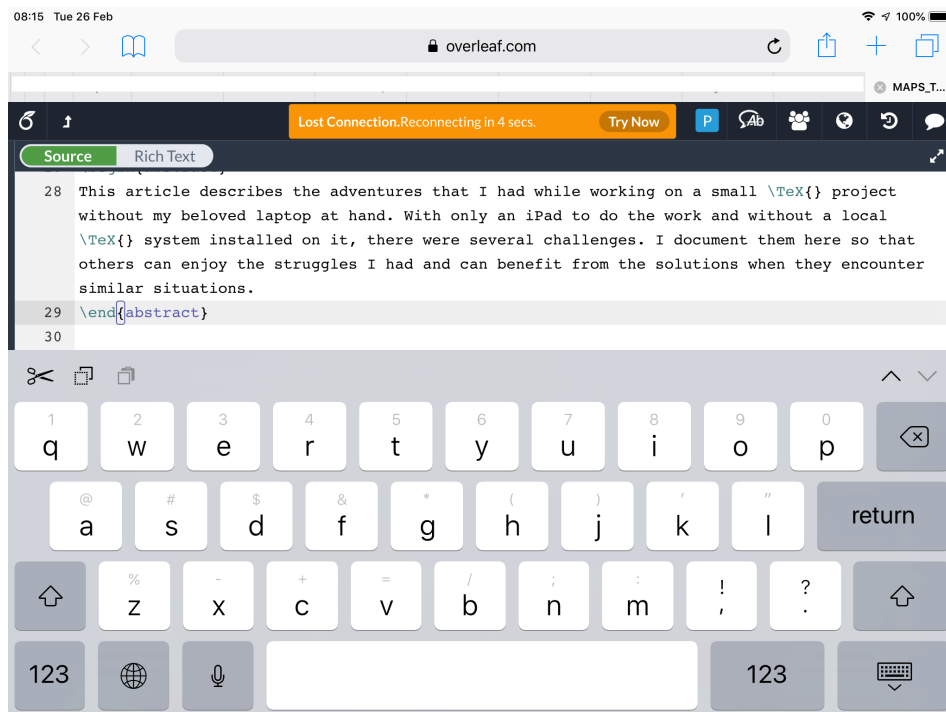 08:15 Tue 26 Feb
100%
overleaf.com
MAPS_T...
Lost Connection.Reconnecting in 4 secs. Try Now P Ab
Source Rich Text
28 This article describes the adventures that I had while working on a small \TeX{} project
without my beloved laptop at hand. With only an iPad to do the work and without a local
\TeX{} system installed on it, there were several challenges. I document them here so that
others can enjoy the struggles I had and can benefit from the solutions when they encounter
similar situations.
29 \end{abstract}
30
1 2 3 4 5 6 7 8 9 0
q w e r t y u i o p
@ # $ & * ( ) ' "
a s d f g h j k l return
% - + = / ; : ! ?
z x c v b n m , .
123 123